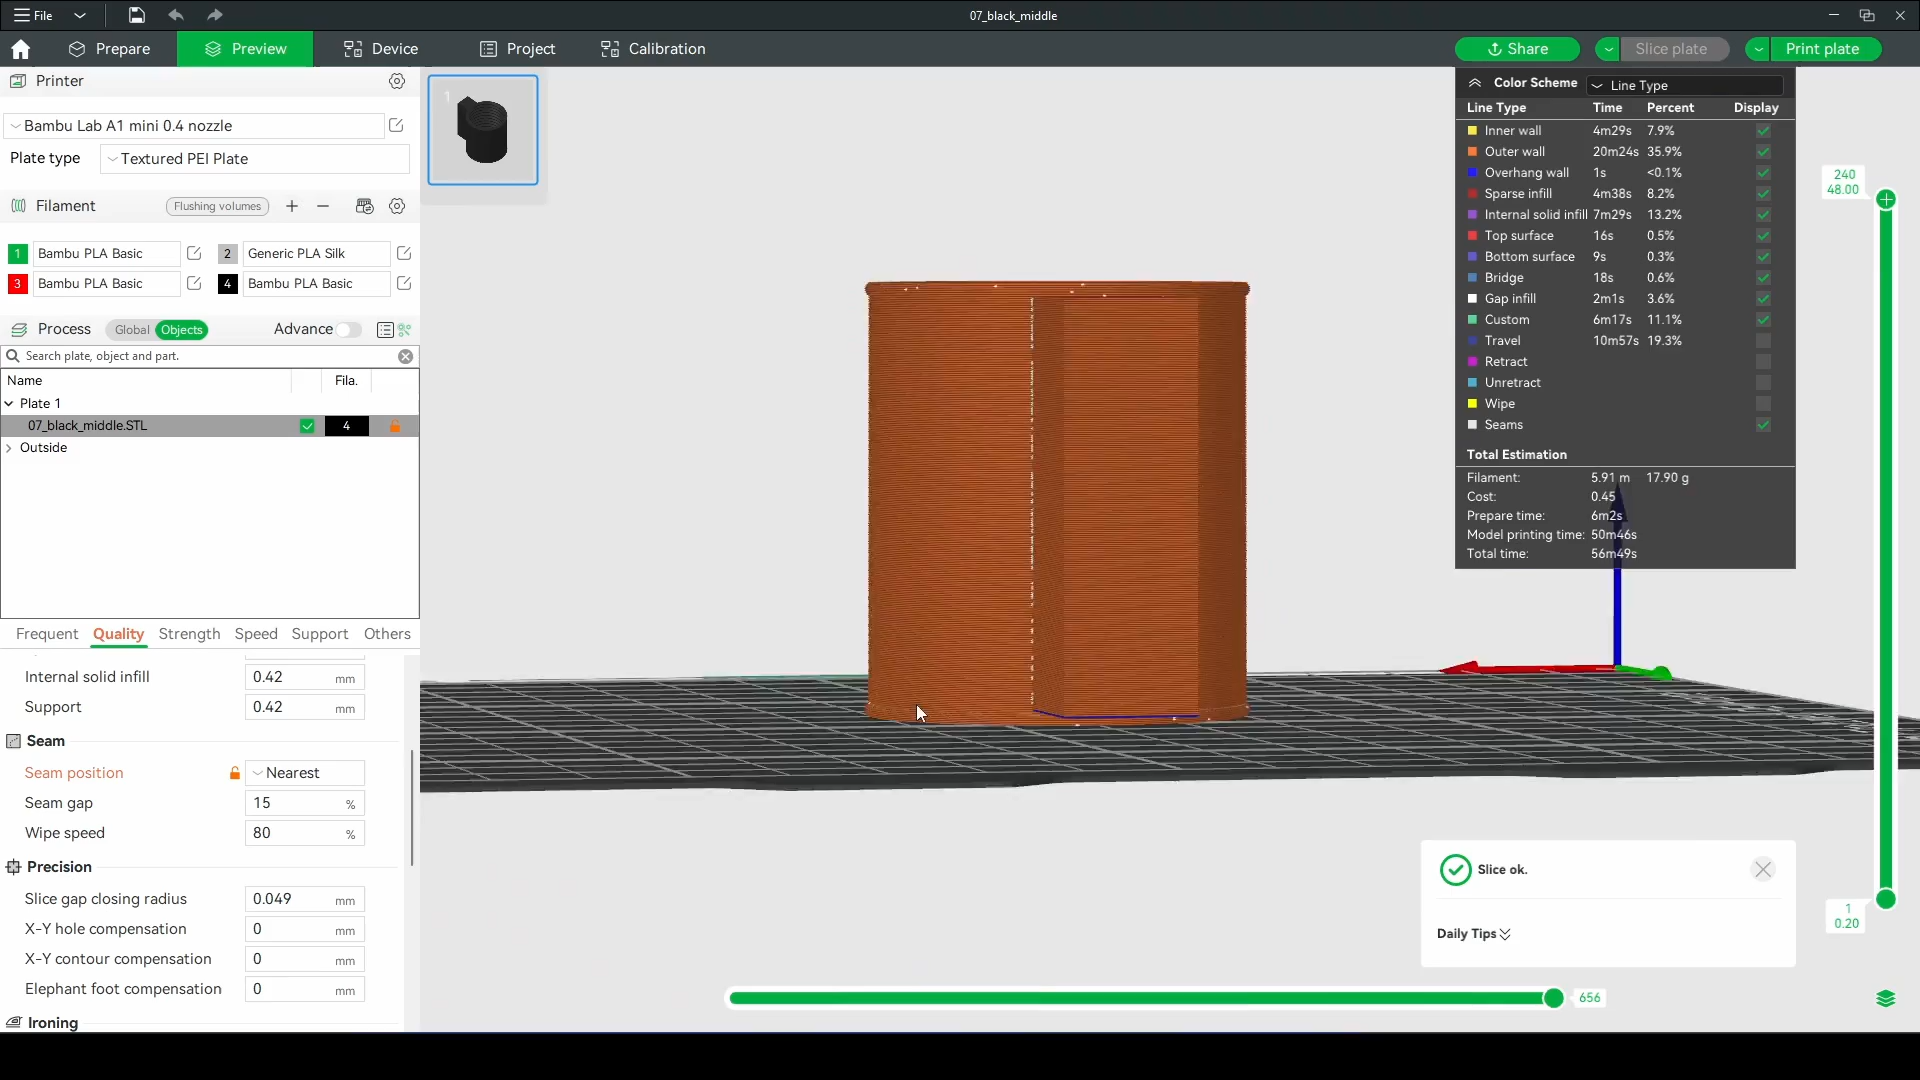 File
07_black_middle
Prepare
Preview
Device
Project
Calibration
Share
Slice plate
Print plate
Printer
Bambu Lab A1 mini 0.4 nozzle
Plate type Textured PEI Plate
Filament Flushing volumes
1 Bambu PLA Basic 2 Generic PLA Silk
3 Bambu PLA Basic 4 Bambu PLA Basic
Process Global Objects Advance
Search plate, object and part.
Name Fila.
Plate 1
07_black_middle.STL 4
Outside
Frequent Quality Strength Speed Support Others
Internal solid infill 0.42 mm
Support 0.42 mm
Seam
Seam position Nearest
Seam gap 15 %
Wipe speed 80 %
Precision
Slice gap closing radius 0.049 mm
X-Y hole compensation 0 mm
X-Y contour compensation 0 mm
Elephant foot compensation 0 mm
Ironing
1
Color Scheme Line Type
Line Type Time Percent Display
Inner wall 4m29s 7.9%
Outer wall 20m24s 35.9%
Overhang wall 1s <0.1%
Sparse infill 4m38s 8.2%
Internal solid infill 7m29s 13.2%
Top surface 16s 0.5%
Bottom surface 9s 0.3%
Bridge 18s 0.6%
Gap infill 2m1s 3.6%
Custom 6m17s 11.1%
Travel 10m57s 19.3%
Retract
Unretract
Wipe
Seams
Total Estimation
Filament: 5.91 m 17.90 g
Cost: 0.45
Prepare time: 6m2s
Model printing time: 50m46s
Total time: 56m49s
240
48.00
1
0.20
Slice ok.
Daily Tips
656